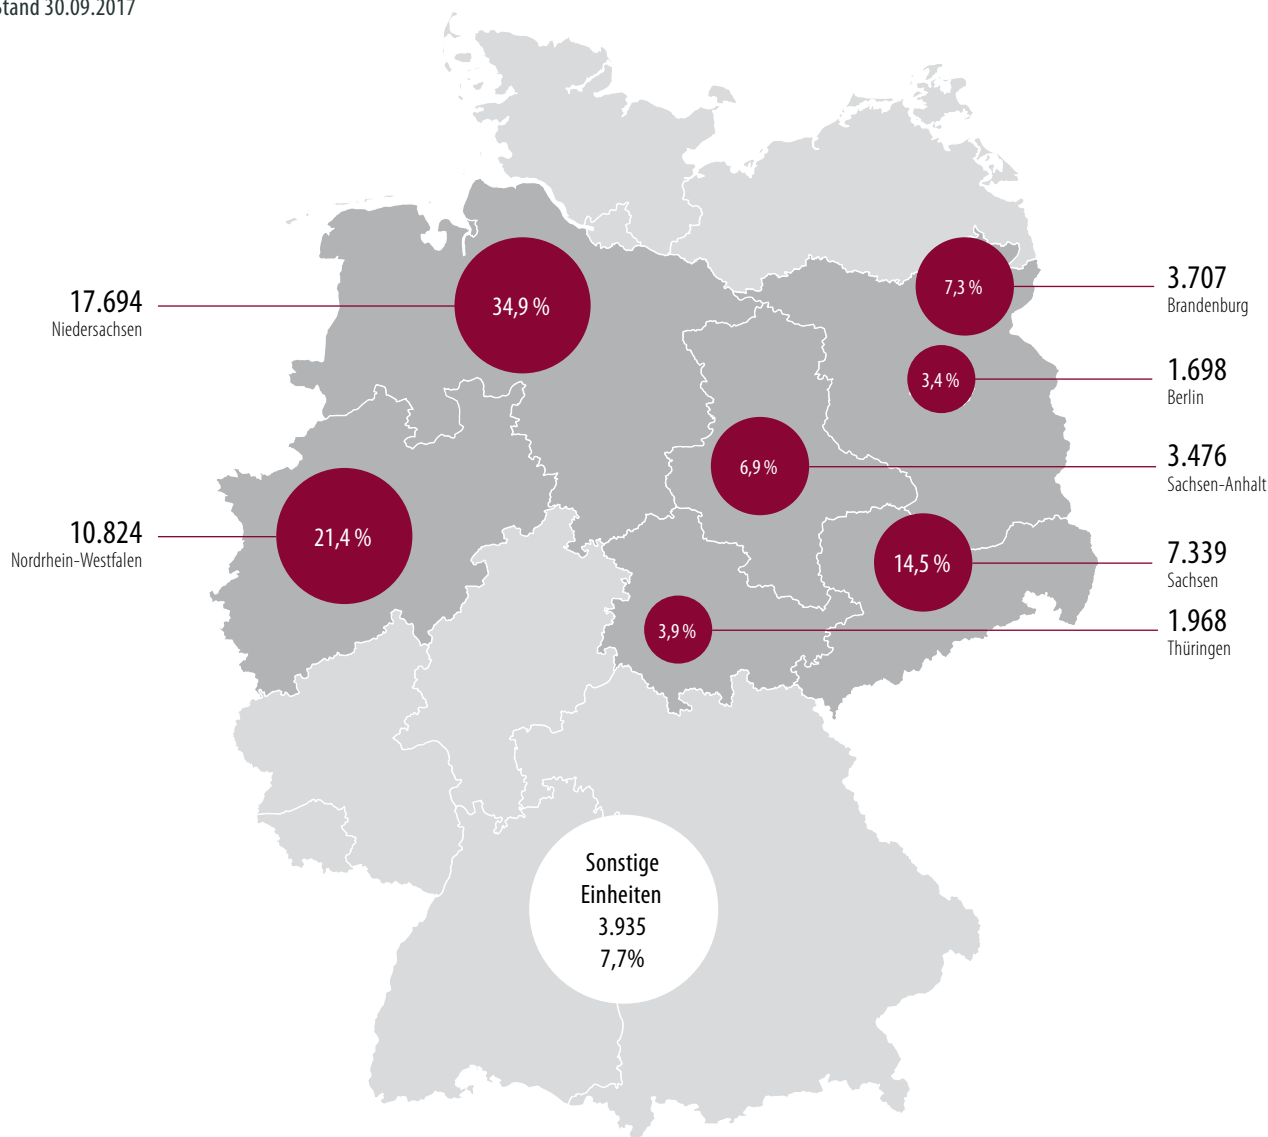 Stand 30.09.2017
17.694
Niedersachsen
34,9 %
10.824
Nordrhein-Westfalen
21,4 %
7,3 %
3.707
Brandenburg
3,4 %
1.698
Berlin
6,9 %
3.476
Sachsen-Anhalt
14,5 %
7.339
Sachsen
3,9 %
1.968
Thüringen
Sonstige
Einheiten
3.935
7,7%